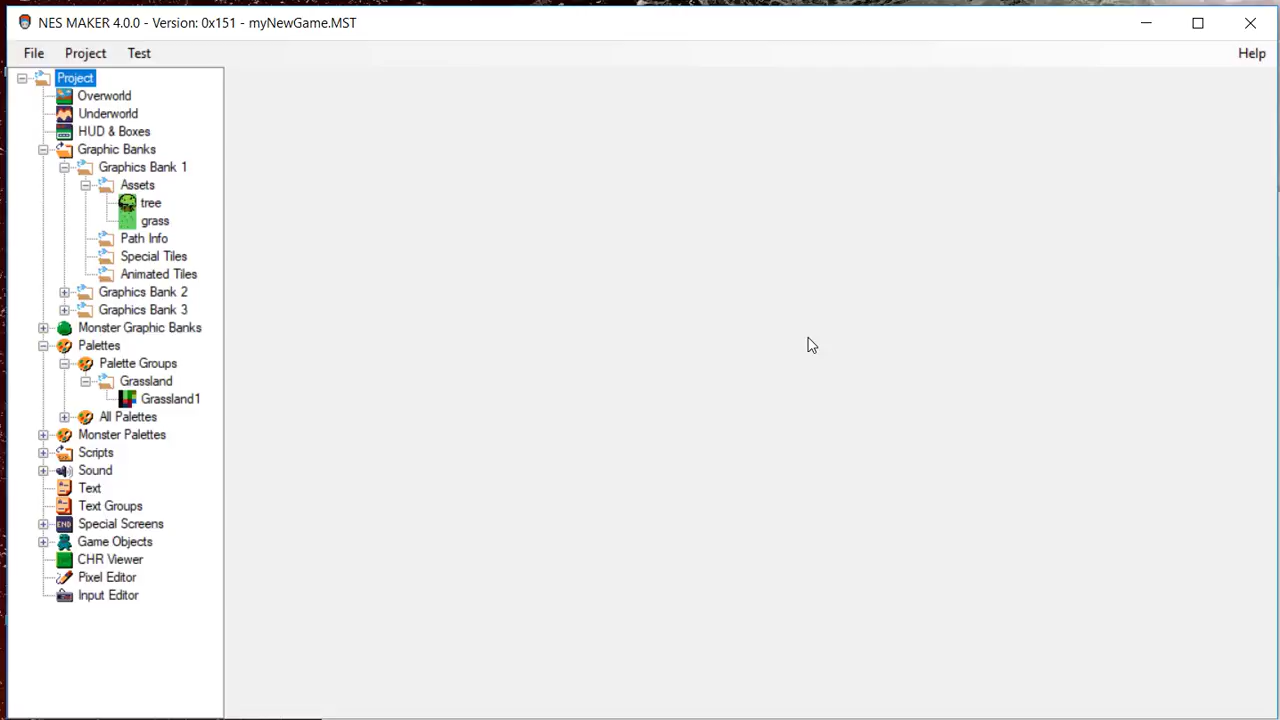 NES MAKER 4.0.0 - Version: 0x151 - myNewGame.MST
File Project Test Help
Project
Overworld
Underworld
HUD & Boxes
Graphic Banks
Graphics Bank 1
Assets
tree
grass
Path Info
Special Tiles
Animated Tiles
Graphics Bank 2
Graphics Bank 3
Monster Graphic Banks
Palettes
Palette Groups
Grassland
Grassland1
All Palettes
Monster Palettes
Scripts
Sound
Text
Text Groups
END Special Screens
Game Objects
CHR Viewer
Pixel Editor
Input Editor